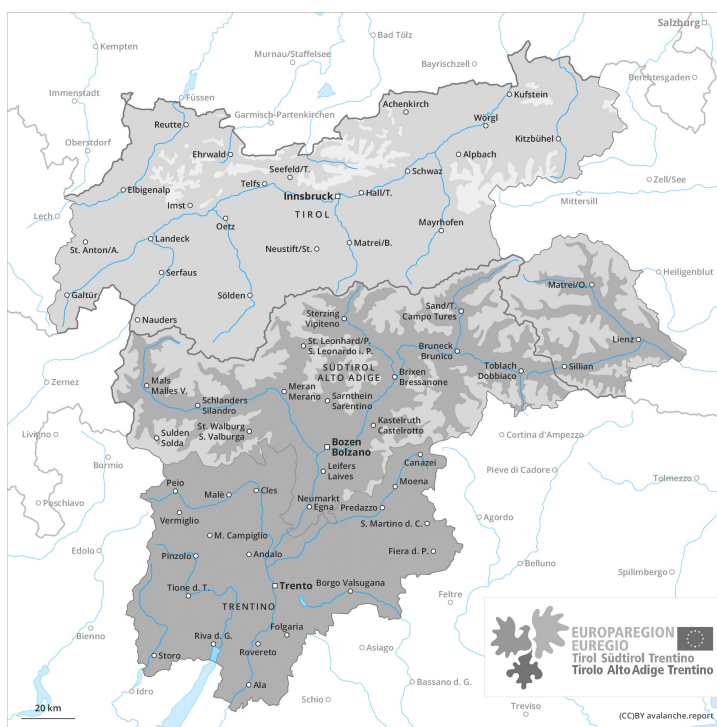 Salzburg
Kempten
Bad Tölz
Murnau/Staffelsee
Bayrischzell
Berchtesgaden
Immenstadt
Füssen
Kufstein
Achenkirch
Garmisch-Partenkirchen
Reutte
Wörgl
Oberstdorf
Kitzbühel
Ehrwald
Alpbach
Seefeld/T.
Schwaz
Zell/See
Elbigenalp
Telfs
Innsbruck
Hall/T.
Mittersill
Imst
TIROL
Lech
Oetz
Mayrhofen
St. Anton/A.
Landeck
Neustift/St.
Matrei/B.
Serfaus
Heiligenblut
Galtür
Sölden
Matrei/O.
Nauders
Sterzing
Vipiteno
Sand/T.
Campo Tures
St. Leonhard/P.
S. Leonardo i. P.
Lienz
Bruneck
Brunico
SÜDTIROL
ALTO ADIGE
Toblach
Dobbiaco
Sillian
Zernez
Mals
Malles V.
Meran
Merano
Brixen
Bressanone
Schlanders
Silandro
Sarnthein
Sarentino
St. Walburg
S. Valburga
Kastelruth
Castelrotto
Livigno
Sulden
Solda
Cortina d'Ampezzo
Bozen
Bolzano
Bormio
Canazei
Pieve di Cadore
Leifers
Laives
Tolmezzo
Peio
Malè
Cles
Moena
Poschiavo
Neumarkt
Egna
Predazzo
Vermiglio
S. Martino d. C.
Agordo
M. Campiglio
Edolo
Pinzolo
Andalo
Fiera d. P.
Belluno
Spilimbergo
Tione d. T.
Trento
Borgo Valsugana
Feltre
TRENTINO
Bienno
Folgaria
Riva d. G.
Rovereto
Asiago
Storo
Idro
Ala
Schio
Bassano d. G.
Treviso
EUROPAREGION
EUREGIO
Tirol Südtirol Trentino
Tirolo Alto Adige Trentino
20 km
(CC)BY avalanche.report